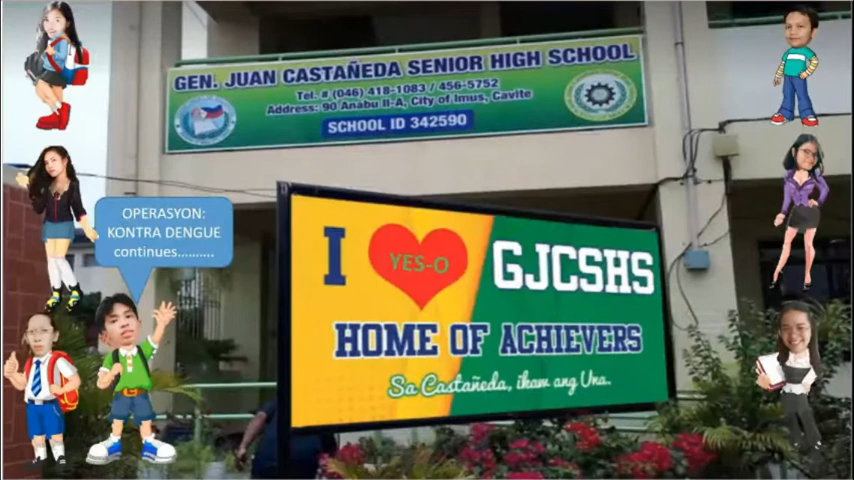 GEN. JUAN CASTAÑEDA SENIOR HIGH SCHOOL
Tel. # (046) 418-1083 / 456-5752
Address: 90 Anabu II-A, City of Imus, Cavite
SCHOOL ID 342590
OPERASYON:
KONTRA DENGUE
continues..........
I YES-O GJCSHS
HOME OF ACHIEVERS
Sa Castañeda, ikaw ang Una..